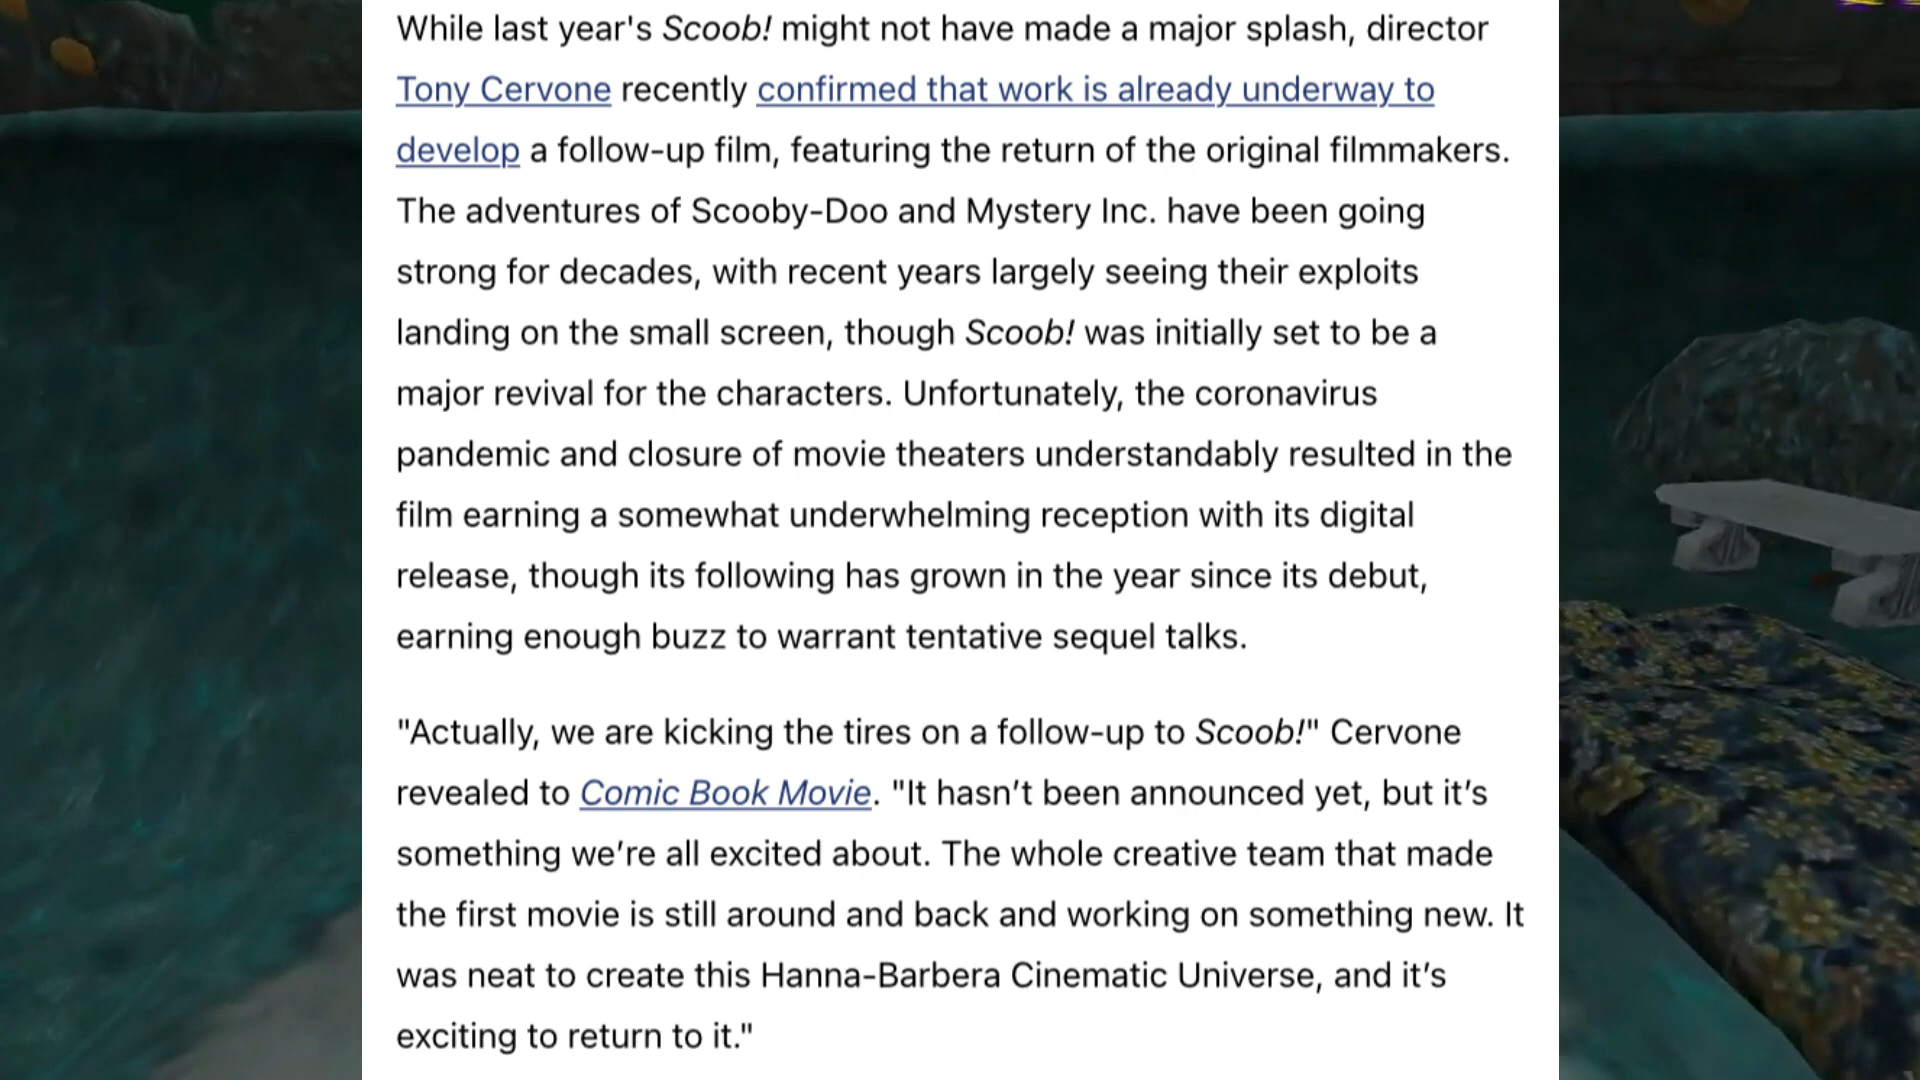 While last year's Scoob! might not have made a major splash, director
Tony Cervone recently confirmed that work is already underway to
develop a follow-up film, featuring the return of the original filmmakers.
The adventures of Scooby-Doo and Mystery Inc. have been going
strong for decades, with recent years largely seeing their exploits
landing on the small screen, though Scoob! was initially set to be a
major revival for the characters. Unfortunately, the coronavirus
pandemic and closure of movie theaters understandably resulted in the
film earning a somewhat underwhelming reception with its digital
release, though its following has grown in the year since its debut,
earning enough buzz to warrant tentative sequel talks.
"Actually, we are kicking the tires on a follow-up to Scoob!" Cervone
revealed to Comic Book Movie. "It hasn’t been announced yet, but it’s
something we’re all excited about. The whole creative team that made
the first movie is still around and back and working on something new. It
was neat to create this Hanna-Barbera Cinematic Universe, and it’s
exciting to return to it."